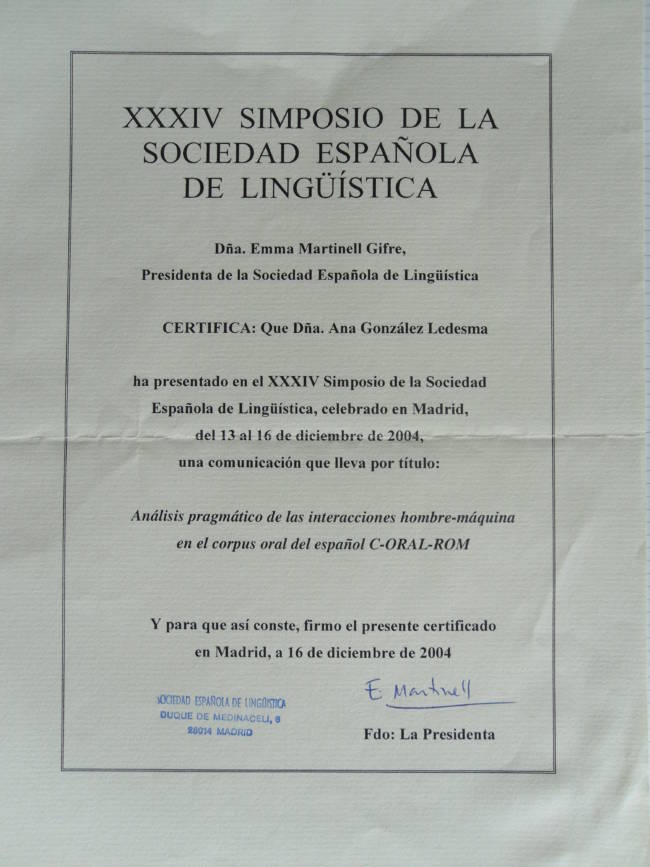 XXXIV SIMPOSIO DE LA
SOCIEDAD ESPAÑOLA
DE LINGÜÍSTICA
Dña. Emma Martinell Gifre,
Presidenta de la Sociedad Española de Lingüística
CERTIFICA: Que Dña. Ana González Ledesma
ha presentado en el XXXIV Simposio de la Sociedad
Española de Lingüística, celebrado en Madrid,
del 13 al 16 de diciembre de 2004,
una comunicación que lleva por título:
Análisis pragmático de las interacciones hombre-máquina
en el corpus oral del español C-ORAL-ROM
Y para que así conste, firmo el presente certificado
en Madrid, a 16 de diciembre de 2004
SOCIEDAD ESPAÑOLA DE LINGÜISTICA
DUQUE DE MEDINACELI, 6
28014 MADRID
E. Martinell
Fdo: La Presidenta